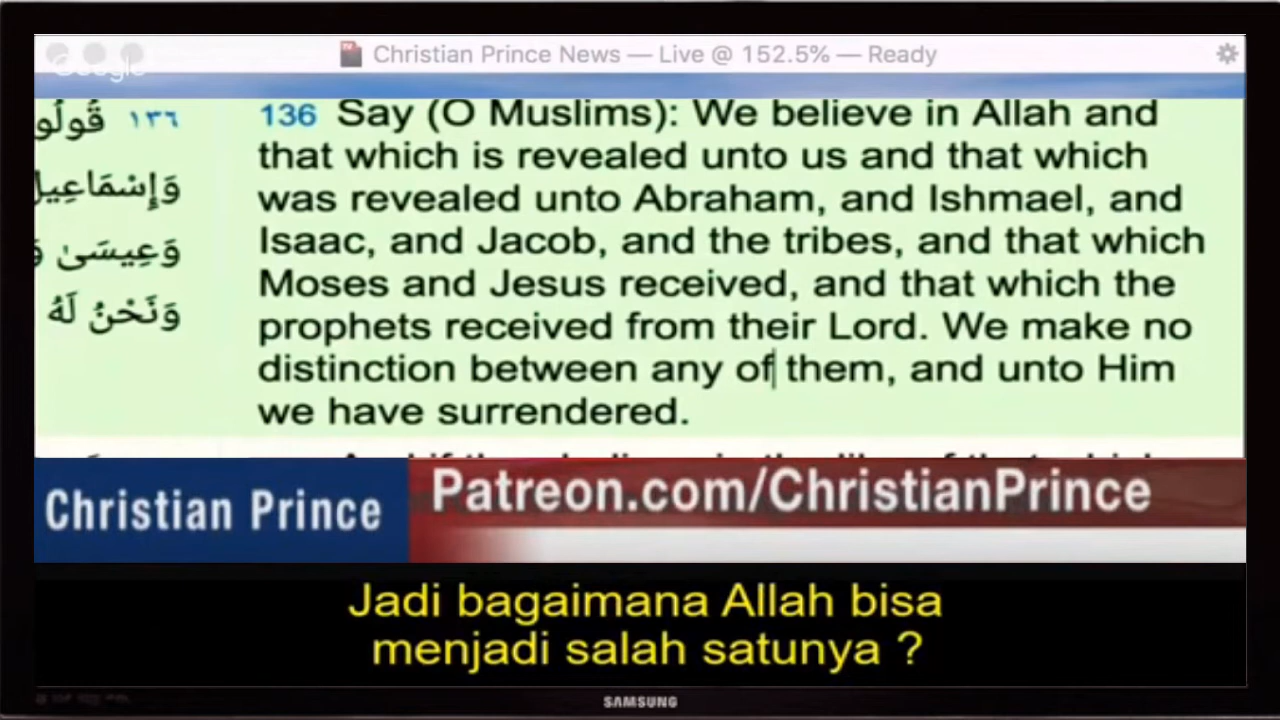 Christian Prince News — Live @ 152.5% — Ready
Google
١٣٦ قُولُو
وَإِسْمَاعِيل
وَعِيسَىٰ
وَنَحْنُ لَهُ
136 Say (O Muslims): We believe in Allah and
that which is revealed unto us and that which
was revealed unto Abraham, and Ishmael, and
Isaac, and Jacob, and the tribes, and that which
Moses and Jesus received, and that which the
prophets received from their Lord. We make no
distinction between any of them, and unto Him
we have surrendered.
Christian Prince
Patreon.com/ChristianPrince
Jadi bagaimana Allah bisa
menjadi salah satunya ?
SAMSUNG